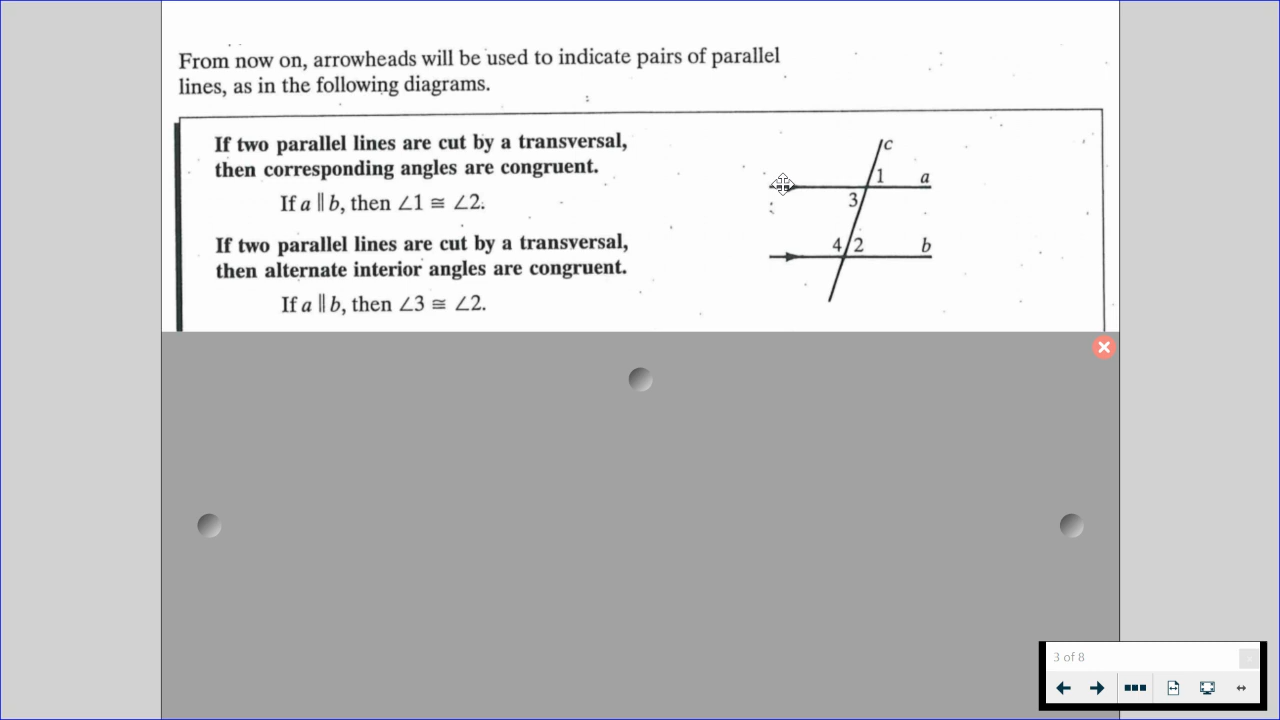 From now on, arrowheads will be used to indicate pairs of parallel
lines, as in the following diagrams.
If two parallel lines are cut by a transversal,
then corresponding angles are congruent.
If a ∥ b, then ∠1 ≅ ∠2.
If two parallel lines are cut by a transversal,
then alternate interior angles are congruent.
If a ∥ b, then ∠3 ≅ ∠2.
c
1 a
3
4 2 b
3 of 8